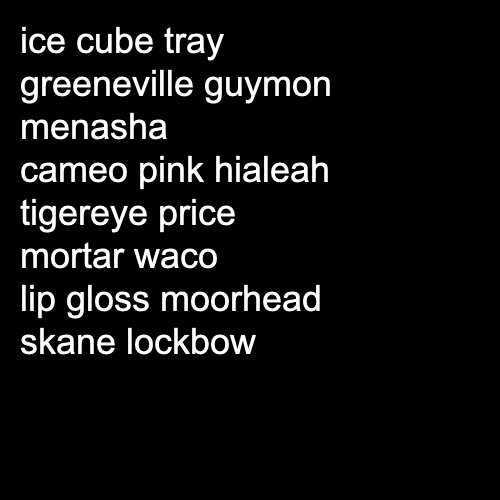 ice cube tray
greeneville guymon
menasha
cameo pink hialeah
tigereye price
mortar waco
lip gloss moorhead
skane lockbow